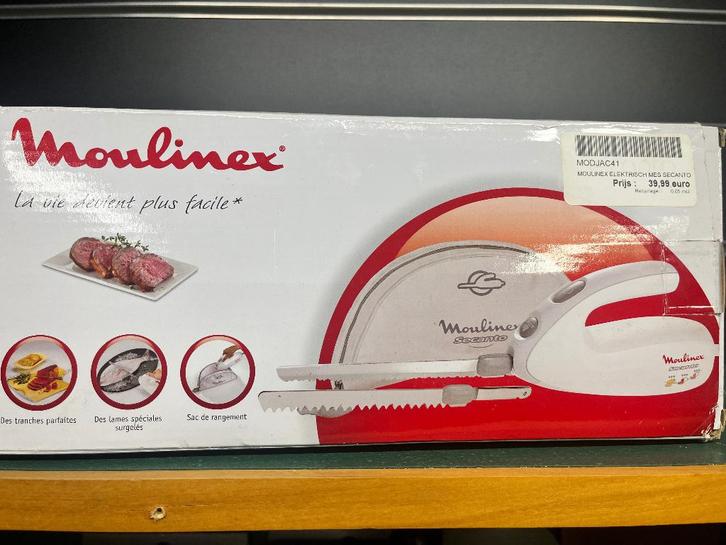 Moulinex®
La vie devient plus facile*
MODJAC41
MOULINEX ELEKTRISCH MES SECANTO
Prijs : 39,99 euro
Moulinex
Secanto
Moulinex
Des tranches parfaites
Des lames spéciales
surgelés
Sac de rangement